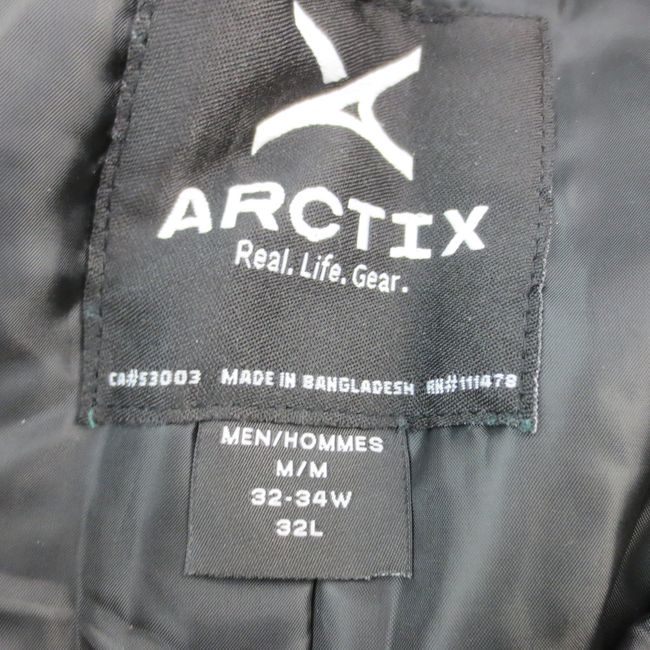 ARCTIX
Real. Life. Gear.
CA#53003 MADE IN BANGLADESH RN#111478
MEN/HOMMES
M/M
32-34W
32L